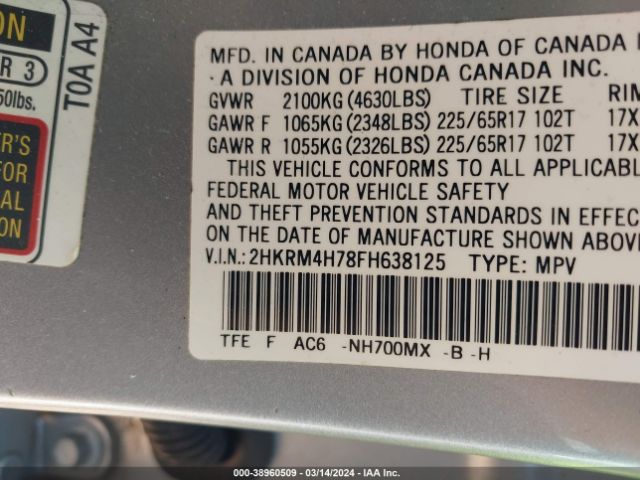 ON
R 3
50lbs.
T0A A4
R'S
FOR
AL
ION
MFD. IN CANADA BY HONDA OF CANADA
· A DIVISION OF HONDA CANADA INC.
GVWR 2100KG (4630LBS) TIRE SIZE RIM
GAWR F 1065KG (2348LBS) 225/65R17 102T 17X
GAWR R 1055KG (2326LBS) 225/65R17 102T 17X
THIS VEHICLE CONFORMS TO ALL APPLICABL
FEDERAL MOTOR VEHICLE SAFETY
AND THEFT PREVENTION STANDARDS IN EFFEC
ON THE DATE OF MANUFACTURE SHOWN ABOV
V.I.N.: 2HKRM4H78FH638125 TYPE: MPV
TFE F AC6 -NH700MX -B -H
000-38960509 — 03/14/2024 — IAA Inc.